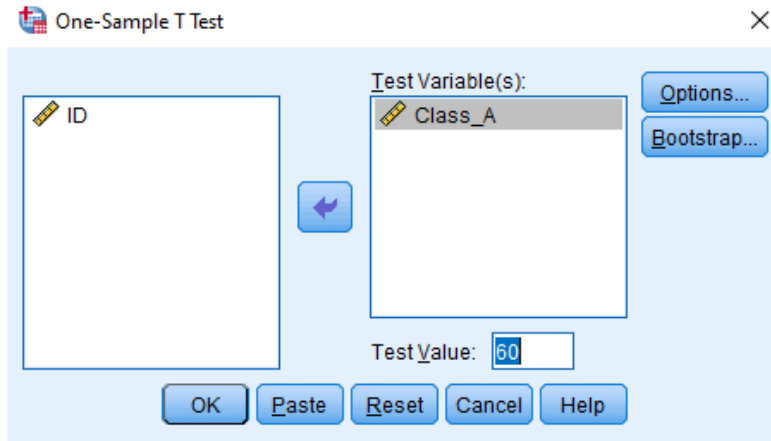 One-Sample T Test
Test Variable(s):
ID
Class_A
Options...
Bootstrap...
Test Value: 60
OK Paste Reset Cancel Help